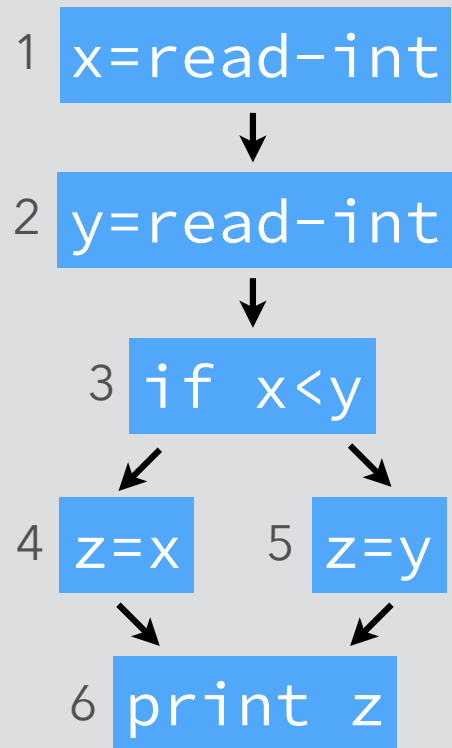 1 x=read-int
2 y=read-int
3 if x<y
4 z=x 5 z=y
6 print z